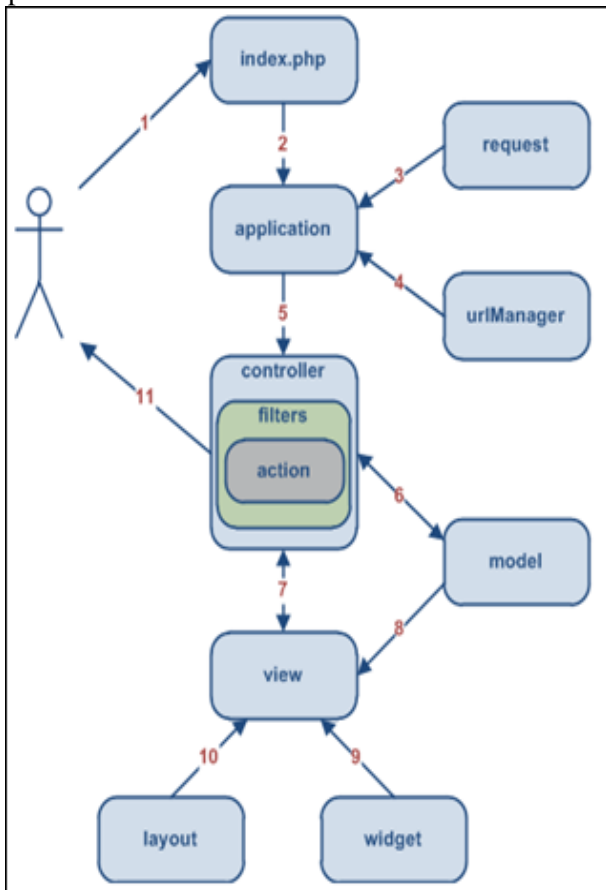 index.php
1
2
request
3
application
4
5
urlManager
controller
11
filters
action
6
model
7
8
view
10
9
layout
widget